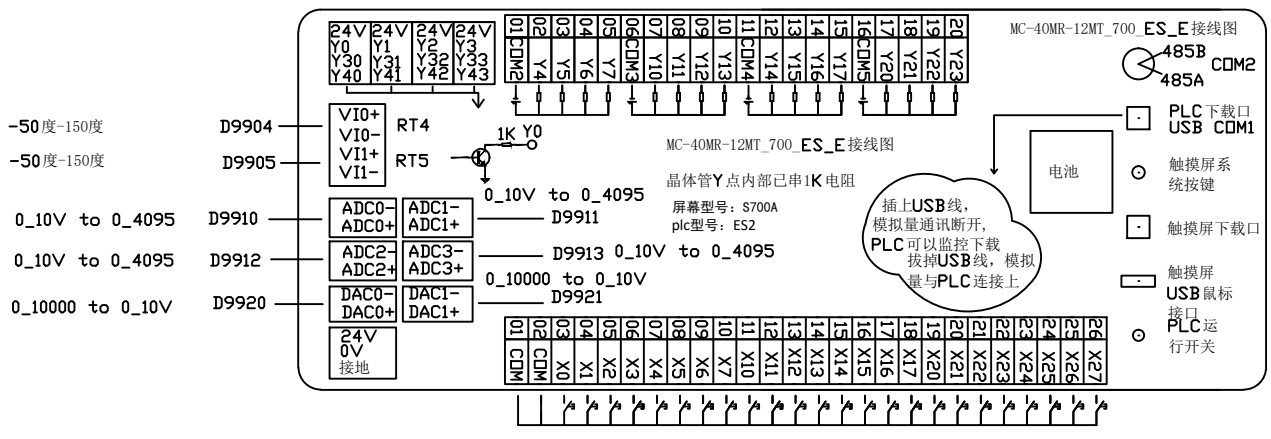 MC-40MR-12MT_700_ES_E接线图
24V 24V 24V 24V
Y0 Y1 Y2 Y3
Y30 Y31 Y32 Y33
Y40 Y41 Y42 Y43
01 02 03 04 05 06 07 08 09 10 11 12 13 14 15 16 17 18 19 20
COM2 Y4 Y5 Y6 Y7 COM3 Y10 Y11 Y12 Y13 COM4 Y14 Y15 Y16 Y17 COM5 Y20 Y21 Y22 Y23
485B
COM2
485A
-50度-150度
D9904
VI0+
VI0-
RT4
-50度-150度
D9905
VI1+
VI1-
RT5
1K Y0
MC-40MR-12MT_700_ES_E接线图
晶体管Y点内部已串1K电阻
屏幕型号：S700A
plc型号：ES2
插上USB线，
模拟量通讯断开,
PLC可以监控下载
拔掉USB线，模拟
量与PLC连接上
电池
PLC下载口
USB COM1
触摸屏系
统按键
触摸屏下载口
触摸屏
USB鼠标
接口
PLC运
行开关
0_10V to 0_4095
D9910
ADC0-
ADC0+
ADC1-
ADC1+
0_10V to 0_4095
D9911
0_10V to 0_4095
D9912
ADC2-
ADC2+
ADC3-
ADC3+
D9913 0_10V to 0_4095
0_10000 to 0_10V
D9920
DAC0-
DAC0+
DAC1-
DAC1+
0_10000 to 0_10V
D9921
24V
0V
接地
01 02 03 04 05 06 07 08 09 10 11 12 13 14 15 16 17 18 19 20 21 22 23 24 25 26
COM COM X0 X1 X2 X3 X4 X5 X6 X7 X10 X11 X12 X13 X14 X15 X16 X17 X20 X21 X22 X23 X24 X25 X26 X27